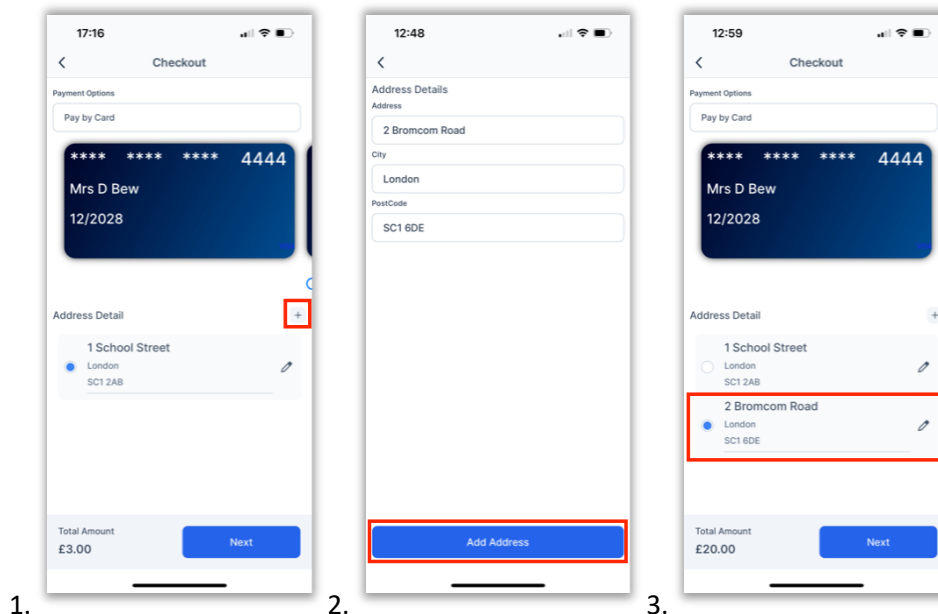 17:16
Checkout
Payment Options
Pay by Card
**** **** **** 4444
Mrs D Bew
12/2028
Address Detail +
1 School Street
London
SC1 2AB
Total Amount
£3.00
Next
1.
12:48
Address Details
Address
2 Bromcom Road
City
London
PostCode
SC1 6DE
Add Address
2.
12:59
Checkout
Payment Options
Pay by Card
**** **** **** 4444
Mrs D Bew
12/2028
Address Detail +
1 School Street
London
SC1 2AB
2 Bromcom Road
London
SC1 6DE
Total Amount
£20.00
Next
3.